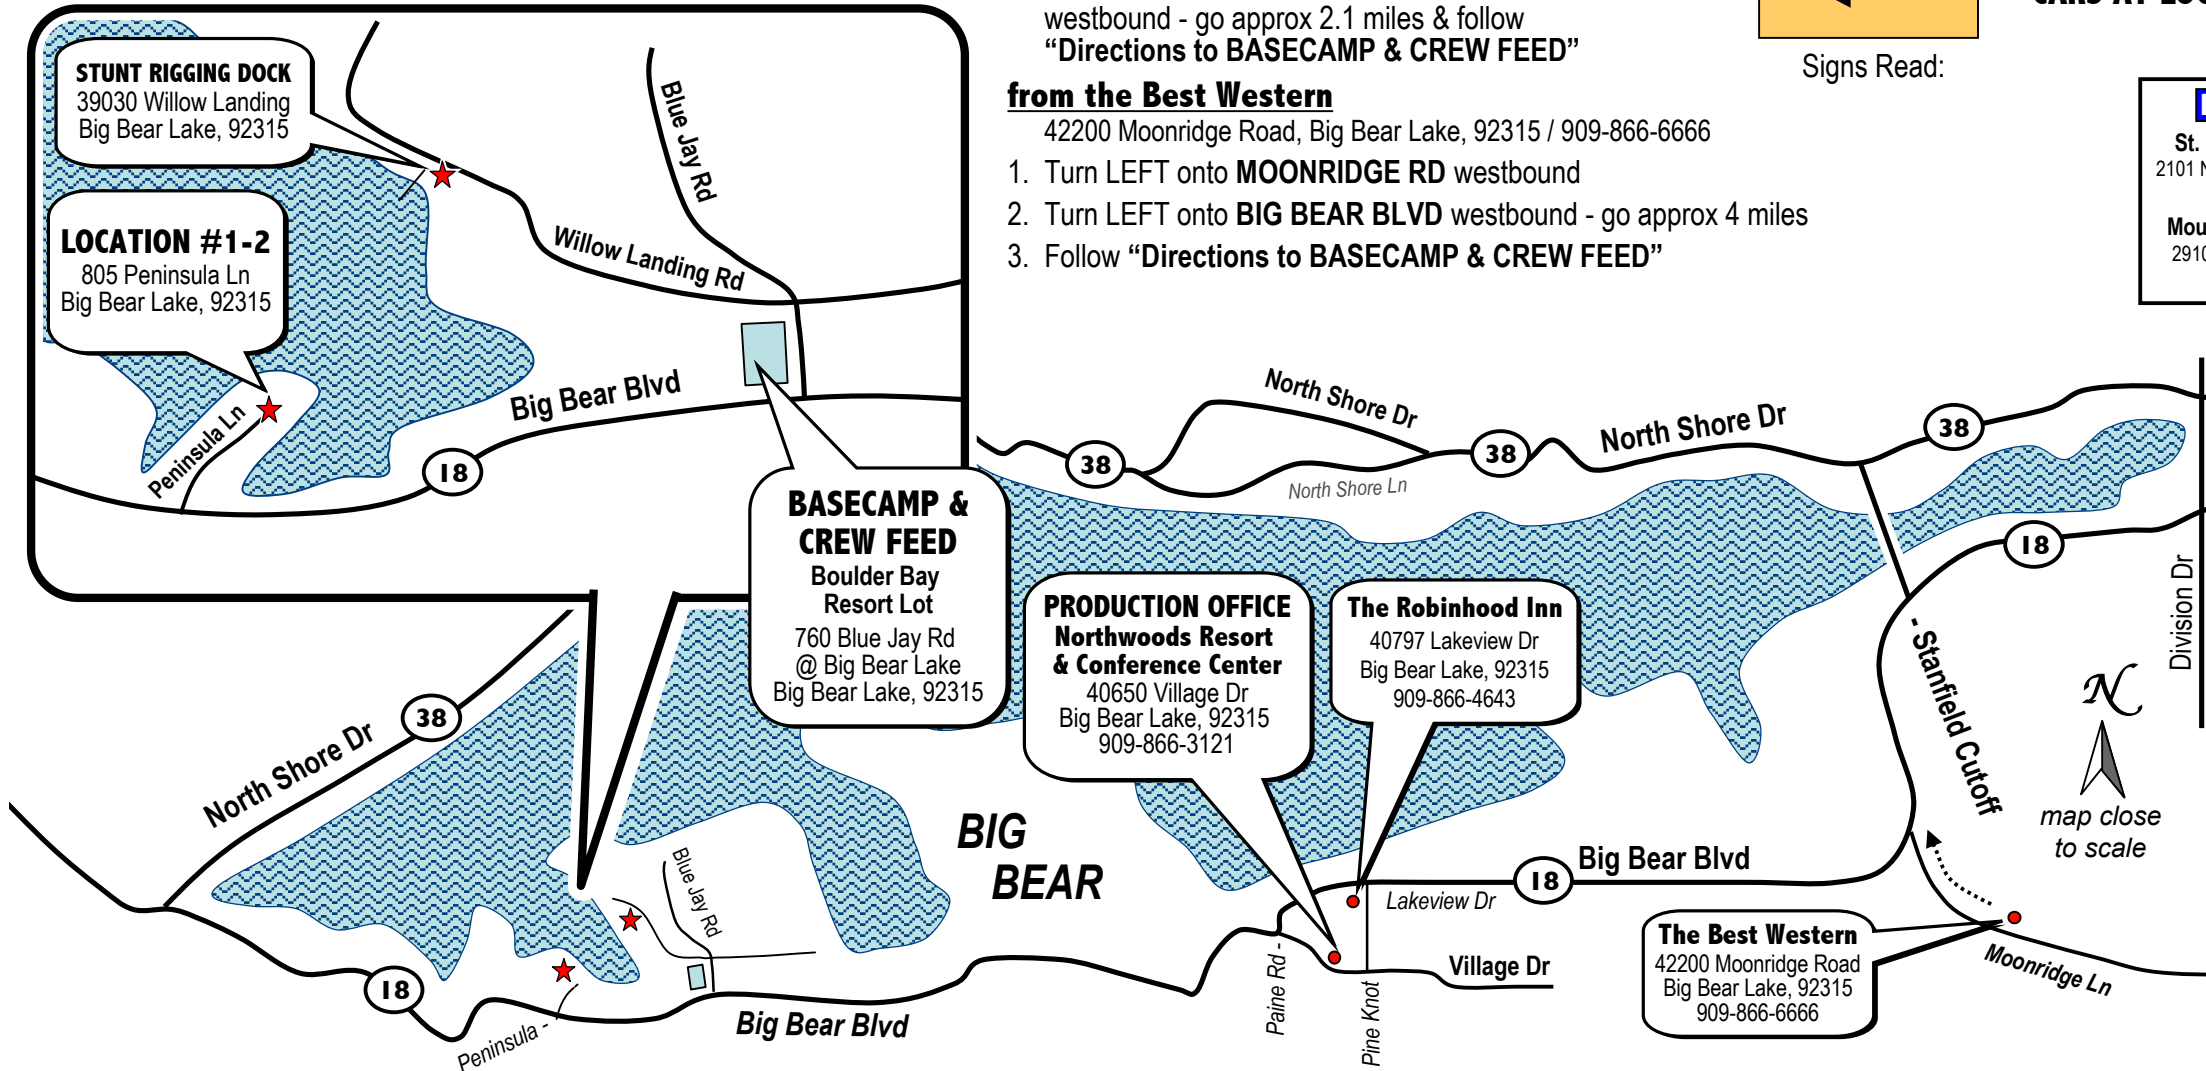 westbound - go approx 2.1 miles & follow
“Directions to BASECAMP & CREW FEED”
from the Best Western
42200 Moonridge Road, Big Bear Lake, 92315 / 909-866-6666
1. Turn LEFT onto MOONRIDGE RD westbound
2. Turn LEFT onto BIG BEAR BLVD westbound - go approx 4 miles
3. Follow “Directions to BASECAMP & CREW FEED”
Signs Read:
St.
2101 N
Mou
2910
STUNT RIGGING DOCK
39030 Willow Landing
Big Bear Lake, 92315
LOCATION #1-2
805 Peninsula Ln
Big Bear Lake, 92315
Blue Jay Rd
Willow Landing Rd
Big Bear Blvd
18
Peninsula Ln
BASECAMP &
CREW FEED
Boulder Bay
Resort Lot
760 Blue Jay Rd
@ Big Bear Lake
Big Bear Lake, 92315
North Shore Dr
38
38
North Shore Dr
38
North Shore Ln
18
PRODUCTION OFFICE
Northwoods Resort
& Conference Center
40650 Village Dr
Big Bear Lake, 92315
909-866-3121
The Robinhood Inn
40797 Lakeview Dr
Big Bear Lake, 92315
909-866-4643
- Stanfield Cutoff
Division Dr
N
map close
to scale
North Shore Dr
38
BIG
BEAR
Blue Jay Rd
18
Big Bear Blvd
Lakeview Dr
Village Dr
Paine Rd -
Pine Knot
The Best Western
42200 Moonridge Road
Big Bear Lake, 92315
909-866-6666
Moonridge Ln
18
Peninsula -
Big Bear Blvd